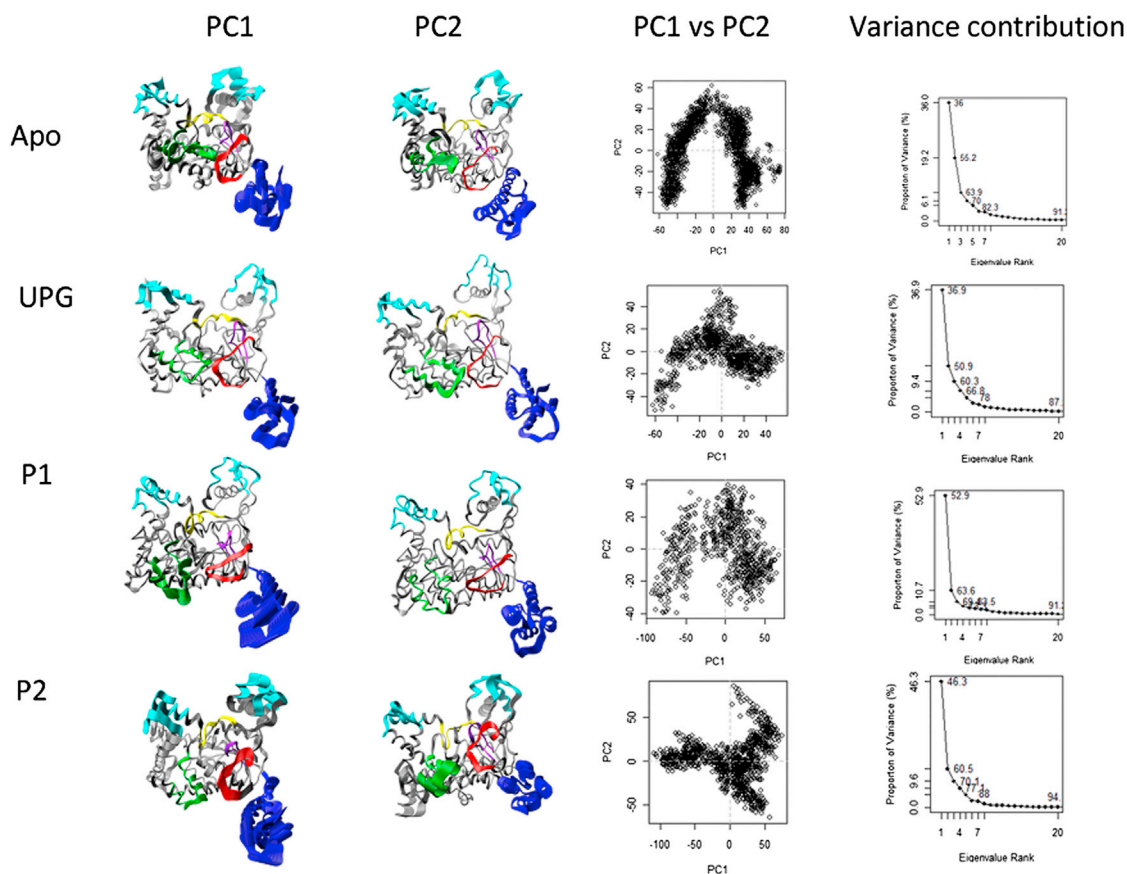 PC1 PC2 PC1 vs PC2 Variance contribution
Apo
PC2
60
40
20
0
-20
-40
-60 -40 -20 0 20 40 60 80
PC1
Proporton of Variance (%)
36.0
19.2
6.1
0.0
36
55.2
63.9
70
82.3
1 3 5 7 20
Eigenvalue Rank
UPG
PC2
40
20
0
-20
-40
-60 -40 -20 0 20 40
PC1
Proporton of Variance (%)
36.9
9.4
0.0
36.9
50.9
60.3
66.8
78
87.
1 4 7 20
Eigenvalue Rank
P1
PC2
40
20
0
-20
-40
-100 -50 0 50
PC1
Proporton of Variance (%)
52.9
10.7
0.0
52.9
63.6
91.2
1 4 7 20
Eigenvalue Rank
P2
PC2
50
0
-50
-100 -50 0 50
PC1
Proporton of Variance (%)
46.3
9.6
0.0
46.3
60.5
70.1
88
94.
1 4 7 20
Eigenvalue Rank